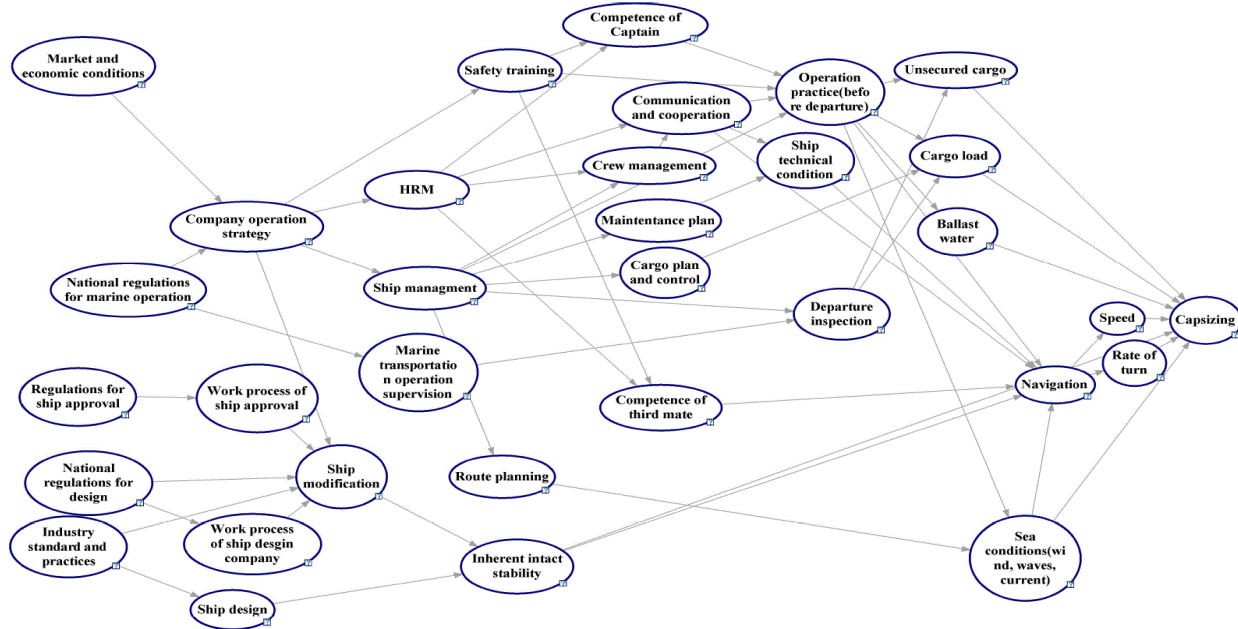 Competence of
Captain
Market and
economic conditions
Safety training
Operation
practice(befo
re departure)
Unsecured cargo
Communication
and cooperation
Ship
technical
condition
Cargo load
Crew management
HRM
Company operation
strategy
Maintentance plan
Ballast
water
Cargo plan
and control
National regulations
for marine operation
Ship managment
Departure
inspection
Speed
Capsizing
Marine
transportatio
n operation
supervision
Rate of
turn
Navigation
Regulations for
ship approval
Work process of
ship approval
Competence of
third mate
National
regulations for
design
Ship
modification
Route planning
Industry
standard and
practices
Work process
of ship desgin
company
Inherent intact
stability
Sea
conditions(wi
nd, waves,
current)
Ship design